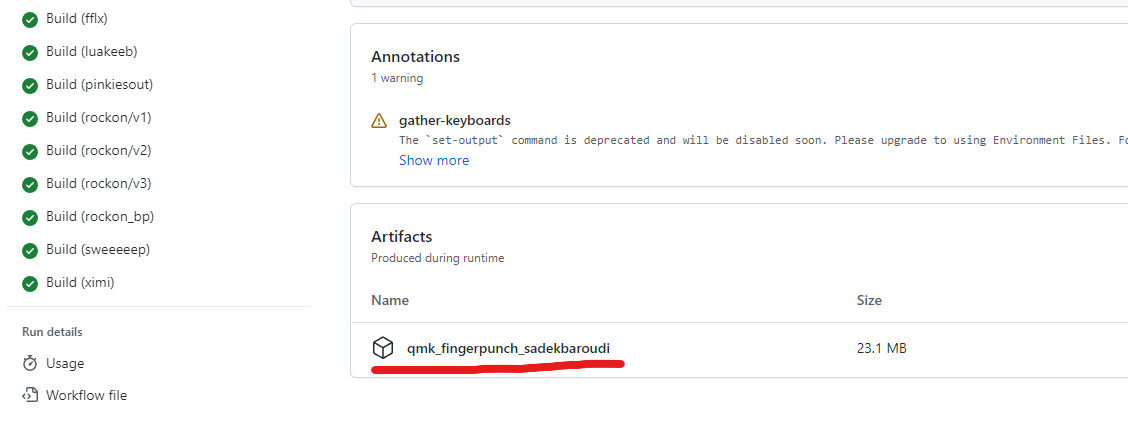 Build (fflx)
Build (luakeeb)
Build (pinkiesout)
Build (rockon/v1)
Build (rockon/v2)
Build (rockon/v3)
Build (rockon_bp)
Build (sweeeeep)
Build (ximi)
Run details
Usage
Workflow file
Annotations
1 warning
gather-keyboards
The `set-output` command is deprecated and will be disabled soon. Please upgrade to using Environment Files. Fo
Show more
Artifacts
Produced during runtime
Name Size
qmk_fingerpunch_sadekbaroudi 23.1 MB